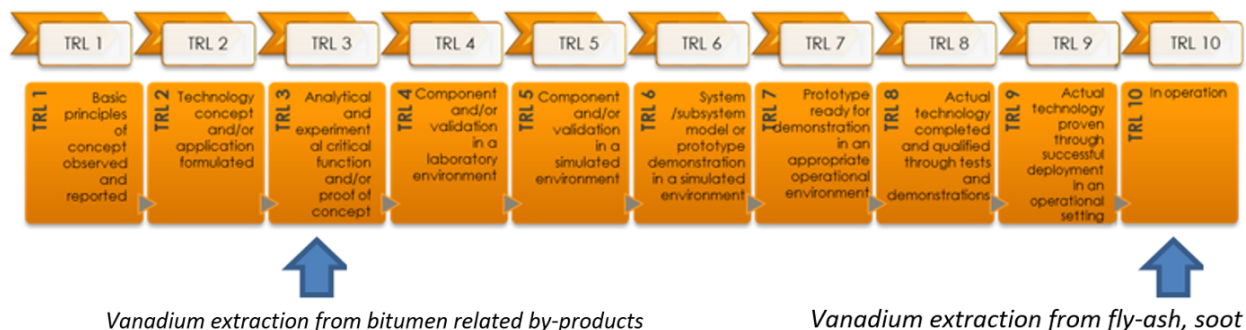 TRL 1
TRL 2
TRL 3
TRL 4
TRL 5
TRL 6
TRL 7
TRL 8
TRL 9
TRL 10
TRL 1
Basic
principles
of
concept
observed
and
reported
TRL 2
Technology
concept
and/or
application
formulated
TRL 3
Analytical
and
experiment
al critical
function
and/or
proof of
concept
TRL 4
Component
and/or
validation
in a
laboratory
environment
TRL 5
Component
and/or
validation
in a
simulated
environment
TRL 6
System
/subsystem
model or
prototype
demonstration
in a simulated
environment
TRL 7
Prototype
ready for
demonstration
in an
appropriate
operational
environment
TRL 8
Actual
technology
completed
and qualified
through tests
and
demonstrations
TRL 9
Actual
technology
proven
through
successful
deployment
in an
operational
setting
TRL 10
In operation
Vanadium extraction from bitumen related by-products
Vanadium extraction from fly-ash, soot